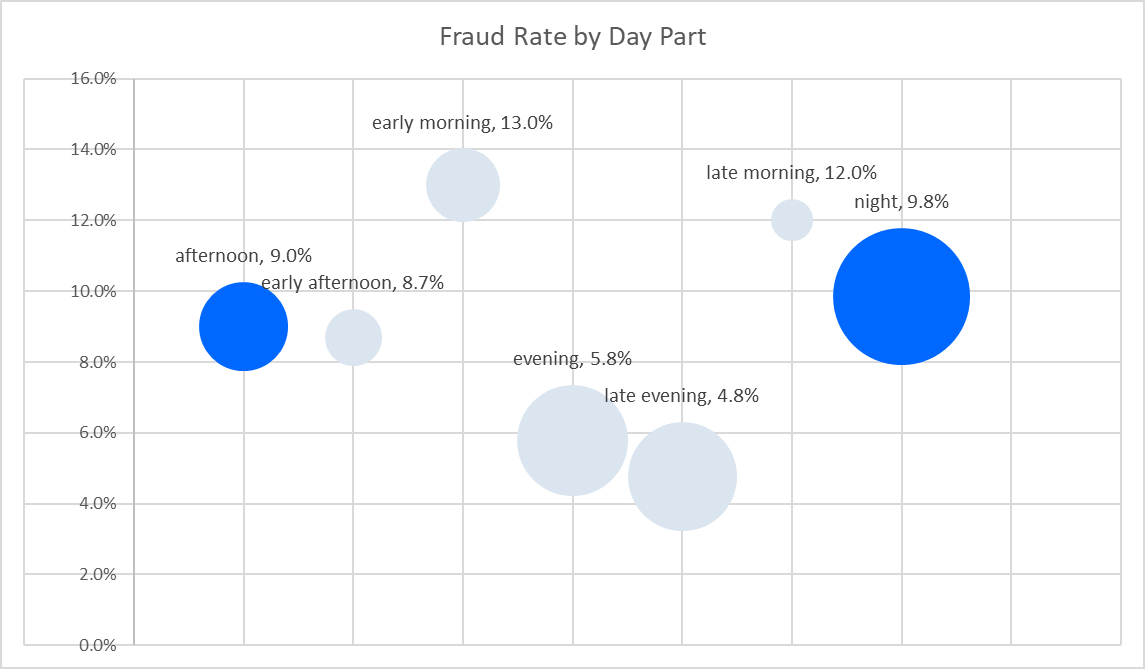 Fraud Rate by Day Part
16.0%
early morning, 13.0%
14.0%
late morning, 12.0%
night, 9.8%
12.0%
afternoon, 9.0%
early afternoon, 8.7%
10.0%
evening, 5.8%
8.0%
late evening, 4.8%
6.0%
4.0%
2.0%
0.0%